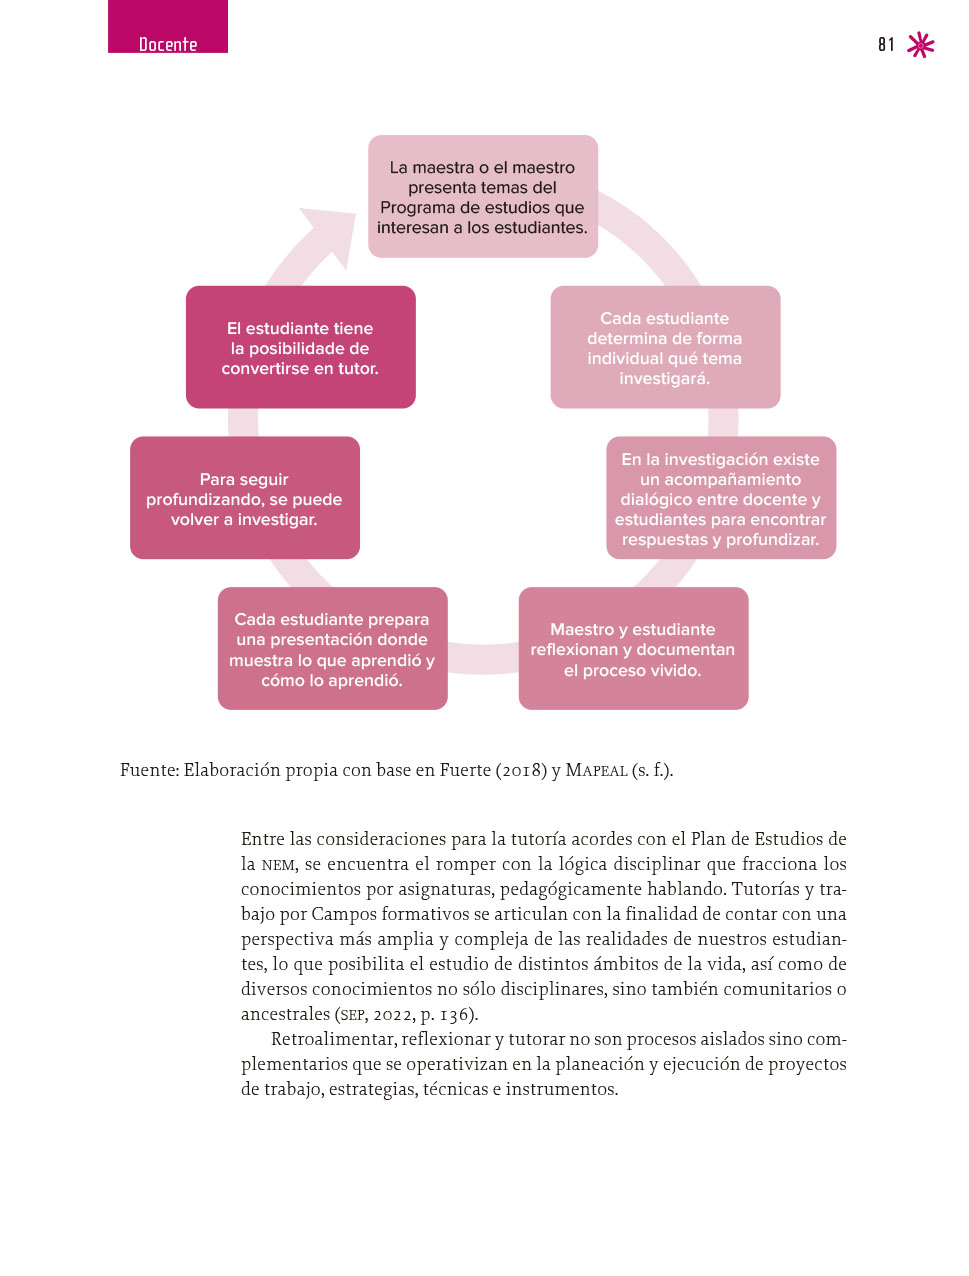 Docente
81
La maestra o el maestro
presenta temas del
Programa de estudios que
interesan a los estudiantes.
Cada estudiante
determina de forma
individual qué tema
investigará.
En la investigación existe
un acompañamiento
dialógico entre docente y
estudiantes para encontrar
respuestas y profundizar.
Maestro y estudiante
reflexionan y documentan
el proceso vivido.
Cada estudiante prepara
una presentación donde
muestra lo que aprendió y
cómo lo aprendió.
Para seguir
profundizando, se puede
volver a investigar.
El estudiante tiene
la posibilidade de
convertirse en tutor.
Fuente: Elaboración propia con base en Fuerte (2018) y MAPEAL (s. f.).
Entre las consideraciones para la tutoría acordes con el Plan de Estudios de
la NEM, se encuentra el romper con la lógica disciplinar que fracciona los
conocimientos por asignaturas, pedagógicamente hablando. Tutorías y tra-
bajo por Campos formativos se articulan con la finalidad de contar con una
perspectiva más amplia y compleja de las realidades de nuestros estudian-
tes, lo que posibilita el estudio de distintos ámbitos de la vida, así como de
diversos conocimientos no sólo disciplinares, sino también comunitarios o
ancestrales (SEP, 2022, p. 136).
Retroalimentar, reflexionar y tutorar no son procesos aislados sino com-
plementarios que se operativizan en la planeación y ejecución de proyectos
de trabajo, estrategias, técnicas e instrumentos.